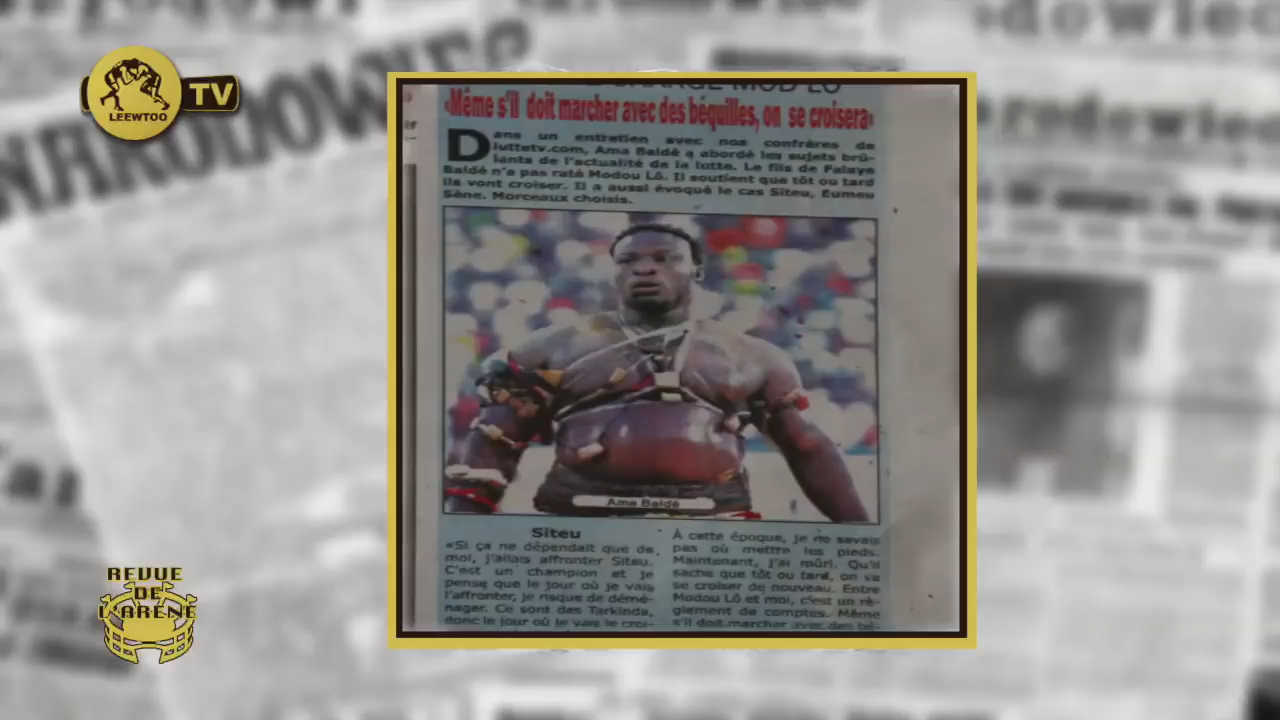 LEEWTOO
TV
«Même s'il doit marcher avec des béquilles, on se croisera»
Dans un entretien avec nos confrères de
luttetv.com, Ama Baldé a abordé les sujets brû-
lants de l'actualité de la lutte. Le fils de Falaye
Baldé n'a pas raté Modou Lô. Il soutient que tôt ou tard
ils vont croiser. Il a aussi évoqué le cas Siteu, Eumeu
Sène. Morceaux choisis.
Ama Baldé
Siteu
«Si ça ne dépendait que de
moi, j'allais affronter Siteu.
C'est un champion et je
pense que le jour où je vais
l'affronter, je risque de démé-
nager. Ce sont des Tarkinda,
donc le jour où je vais le croi-
À cette époque, je ne savais
pas où mettre les pieds.
Maintenant, j'ai mûri. Qu'il
sache que tôt ou tard, on va
se croiser de nouveau. Entre
Modou Lô et moi, c'est un rè-
glement de comptes. Même
s'il doit marcher avec des bé-
REVUE
DE
L'ARÈNE